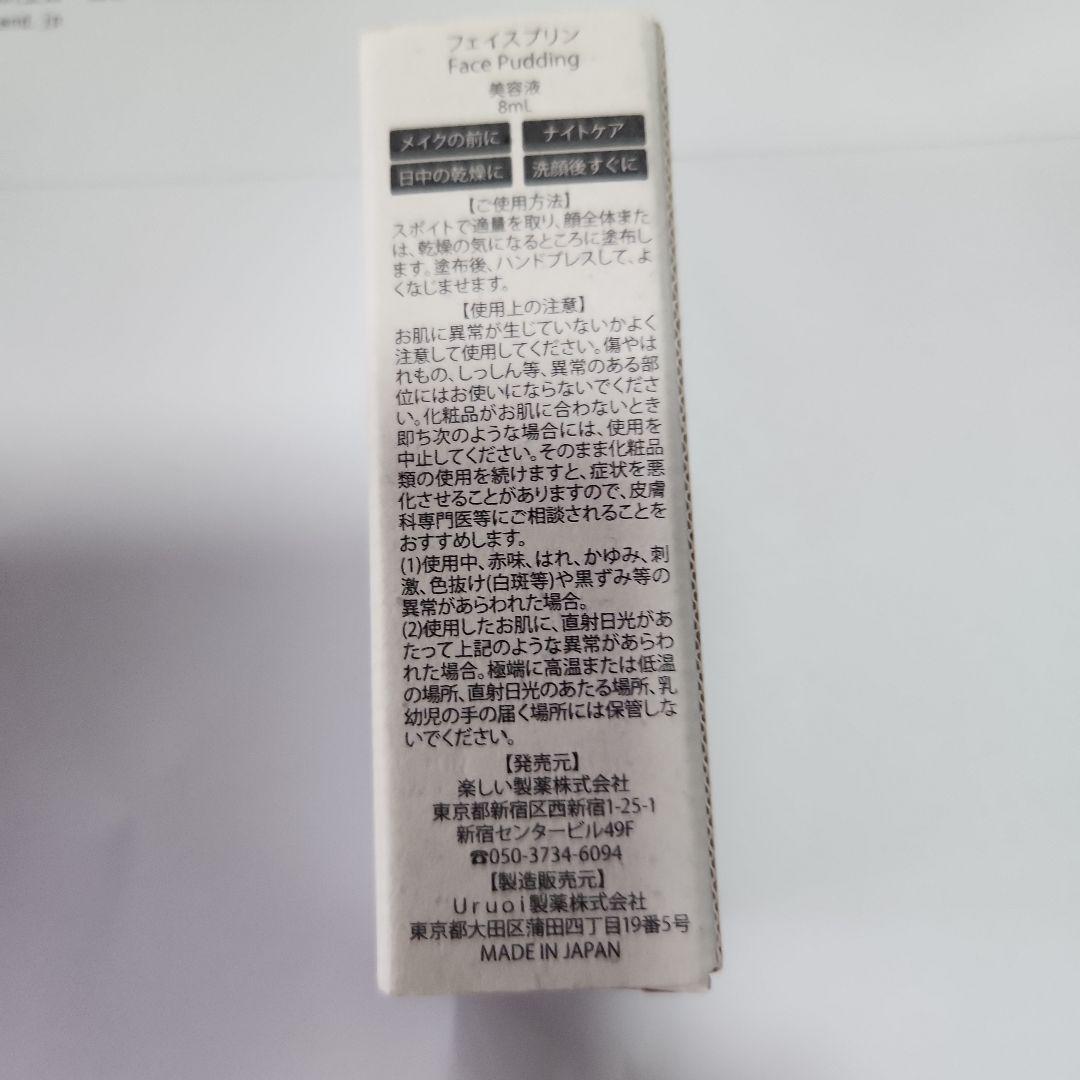 end.jp
フェイスプリン
Face Pudding
美容液
8mL
メイクの前に
ナイトケア
日中の乾燥に
洗顔後すぐに
【ご使用方法】
スポイトで適量を取り、顔全体また
は、乾燥の気になるところに塗布し
ます。塗布後、ハンドプレスして、よ
くなじませます。
【使用上の注意】
お肌に異常が生じていないかよく
注意して使用してください。傷やは
れもの、しっしん等、異常のある部
位にはお使いにならないでくださ
い。化粧品がお肌に合わないとき
即ち次のような場合には、使用を
中止してください。そのまま化粧品
類の使用を続けますと、症状を悪
化させることがありますので、皮膚
科専門医等にご相談されることを
おすすめします。
(1)使用中、赤味、はれ、かゆみ、刺
激、色抜け(白斑等)や黒ずみ等の
異常があらわれた場合。
(2)使用したお肌に、直射日光があ
たって上記のような異常があらわ
れた場合。極端に高温または低温
の場所、直射日光のあたる場所、乳
幼児の手の届く場所には保管しな
いでください。
【発売元】
楽しい製薬株式会社
東京都新宿区西新宿1-25-1
新宿センタービル49F
☎050-3734-6094
【製造販売元】
Uruoi製薬株式会社
東京都大田区蒲田四丁目19番5号
MADE IN JAPAN